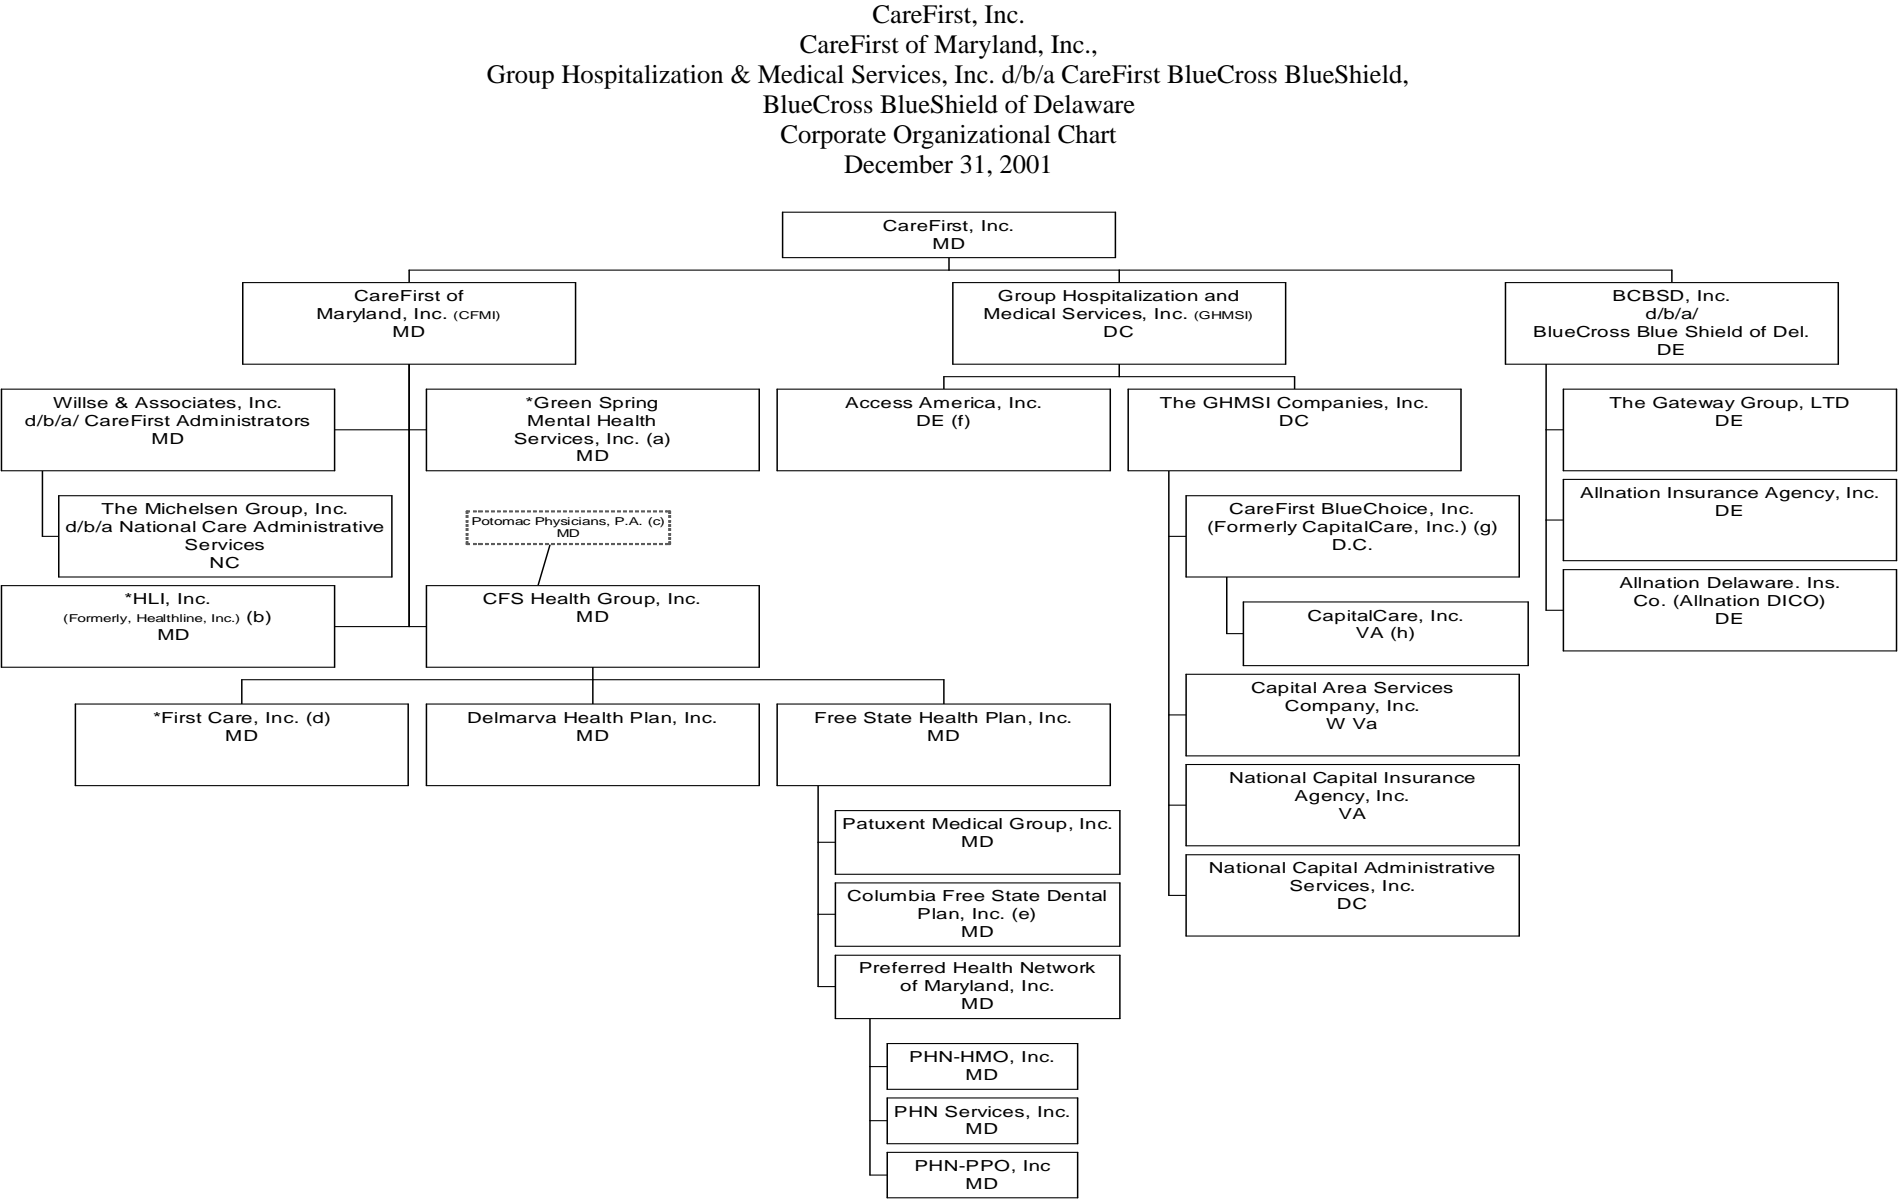 CareFirst, Inc.
CareFirst of Maryland, Inc.,
Group Hospitalization & Medical Services, Inc. d/b/a CareFirst BlueCross BlueShield,
BlueCross BlueShield of Delaware
Corporate Organizational Chart
December 31, 2001
CareFirst, Inc.
MD
CareFirst of
Maryland, Inc. (CFMI)
MD
Group Hospitalization and
Medical Services, Inc. (GHMSI)
DC
BCBSD, Inc.
d/b/a/
BlueCross Blue Shield of Del.
DE
Willse & Associates, Inc.
d/b/a/ CareFirst Administrators
MD
*Green Spring
Mental Health
Services, Inc. (a)
MD
Access America, Inc.
DE (f)
The GHMSI Companies, Inc.
DC
The Gateway Group, LTD
DE
The Michelsen Group, Inc.
d/b/a National Care Administrative
Services
NC
Potomac Physicians, P.A. (c)
MD
CareFirst BlueChoice, Inc.
(Formerly CapitalCare, Inc.) (g)
D.C.
Allnation Insurance Agency, Inc.
DE
*HLI, Inc.
(Formerly, Healthline, Inc.) (b)
MD
CFS Health Group, Inc.
MD
CapitalCare, Inc.
VA (h)
Allnation Delaware. Ins.
Co. (Allnation DICO)
DE
*First Care, Inc. (d)
MD
Delmarva Health Plan, Inc.
MD
Free State Health Plan, Inc.
MD
Capital Area Services
Company, Inc.
W Va
National Capital Insurance
Agency, Inc.
VA
Patuxent Medical Group, Inc.
MD
National Capital Administrative
Services, Inc.
DC
Columbia Free State Dental
Plan, Inc. (e)
MD
Preferred Health Network
of Maryland, Inc.
MD
PHN-HMO, Inc.
MD
PHN Services, Inc.
MD
PHN-PPO, Inc
MD